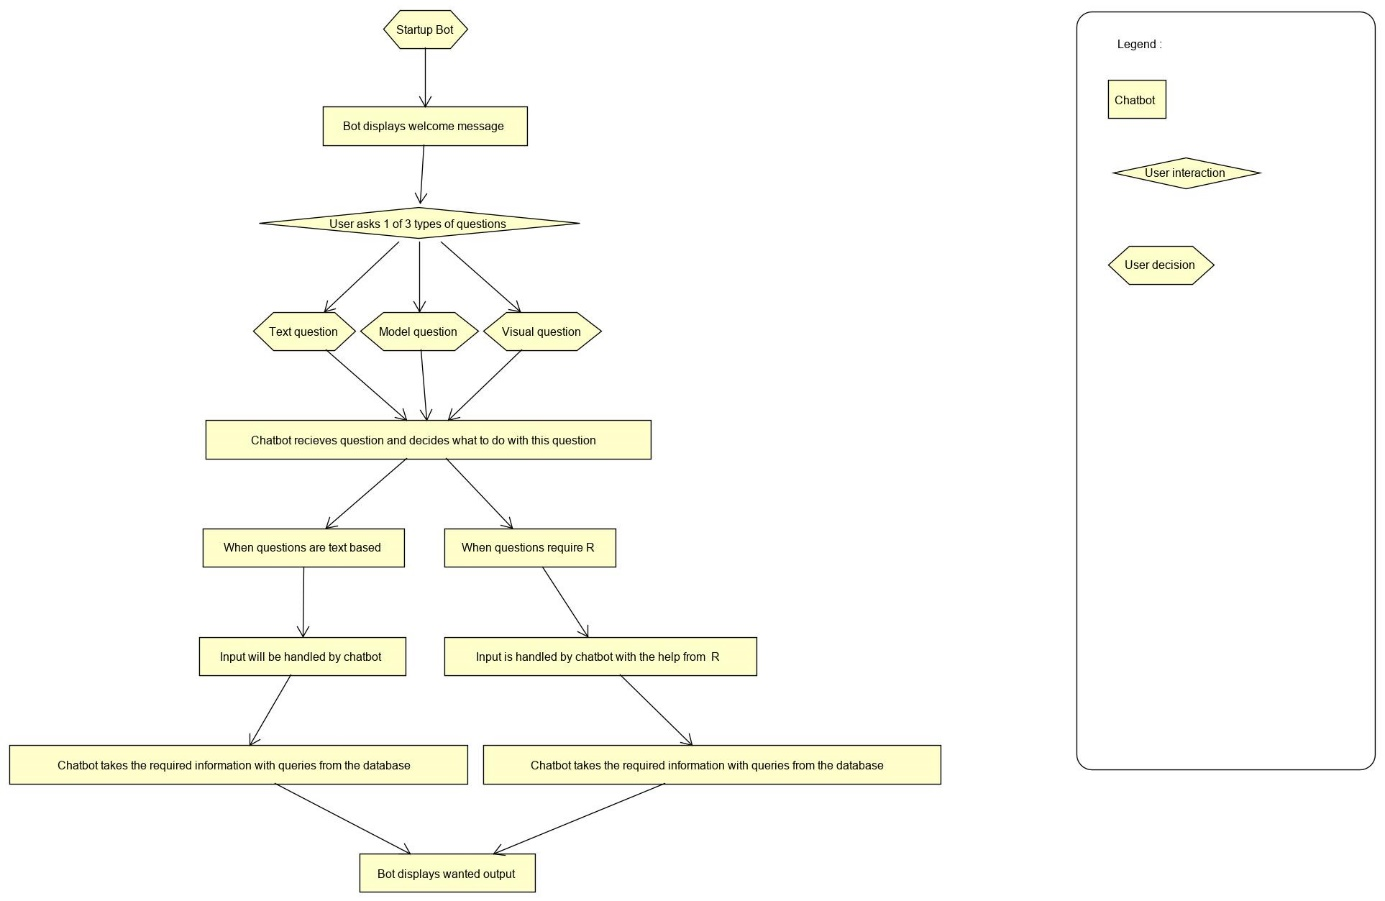 Startup Bot
Bot displays welcome message
User asks 1 of 3 types of questions
Text question
Model question
Visual question
Chatbot recieves question and decides what to do with this question
When questions are text based
When questions require R
Input will be handled by chatbot
Input is handled by chatbot with the help from R
Chatbot takes the required information with queries from the database
Chatbot takes the required information with queries from the database
Bot displays wanted output
Legend :
Chatbot
User interaction
User decision